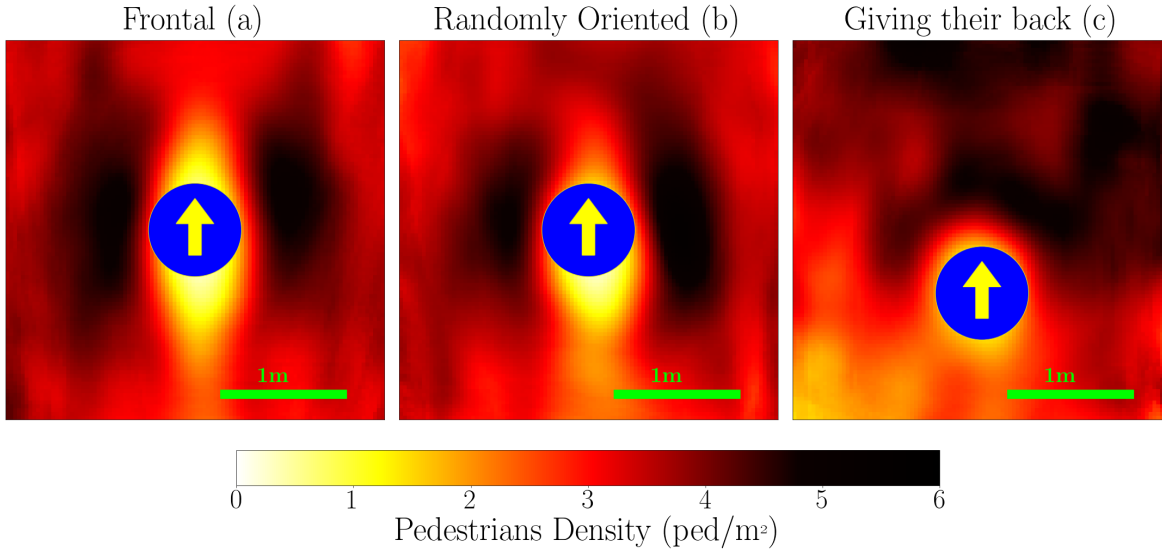 Frontal (a) Randomly Oriented (b) Giving their back (c)
1m 1m 1m
0 1 2 3 4 5 6
Pedestrians Density (ped/m²)